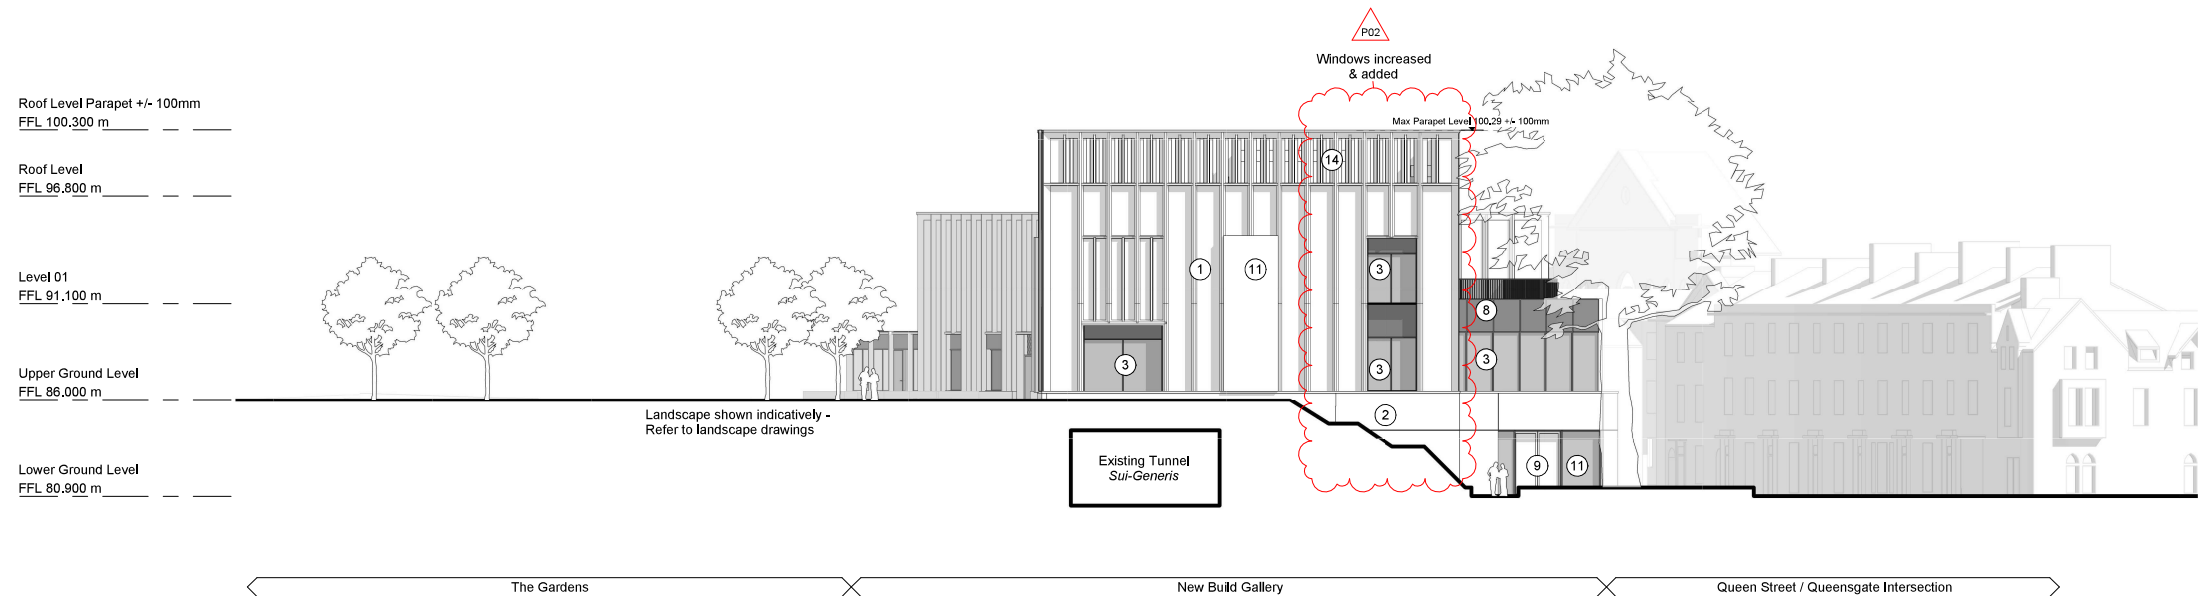 P02
Windows increased
& added
Roof Level Parapet +/- 100mm
FFL 100.300 m
Max Parapet Level 100.29 +/- 100mm
14
Roof Level
FFL 96.800 m
Level 01
FFL 91.100 m
1
11
3
8
Upper Ground Level
FFL 86.000 m
3
3
3
Landscape shown indicatively -
Refer to landscape drawings
2
Lower Ground Level
FFL 80.900 m
Existing Tunnel
Sui-Generis
9
11
The Gardens
New Build Gallery
Queen Street / Queensgate Intersection